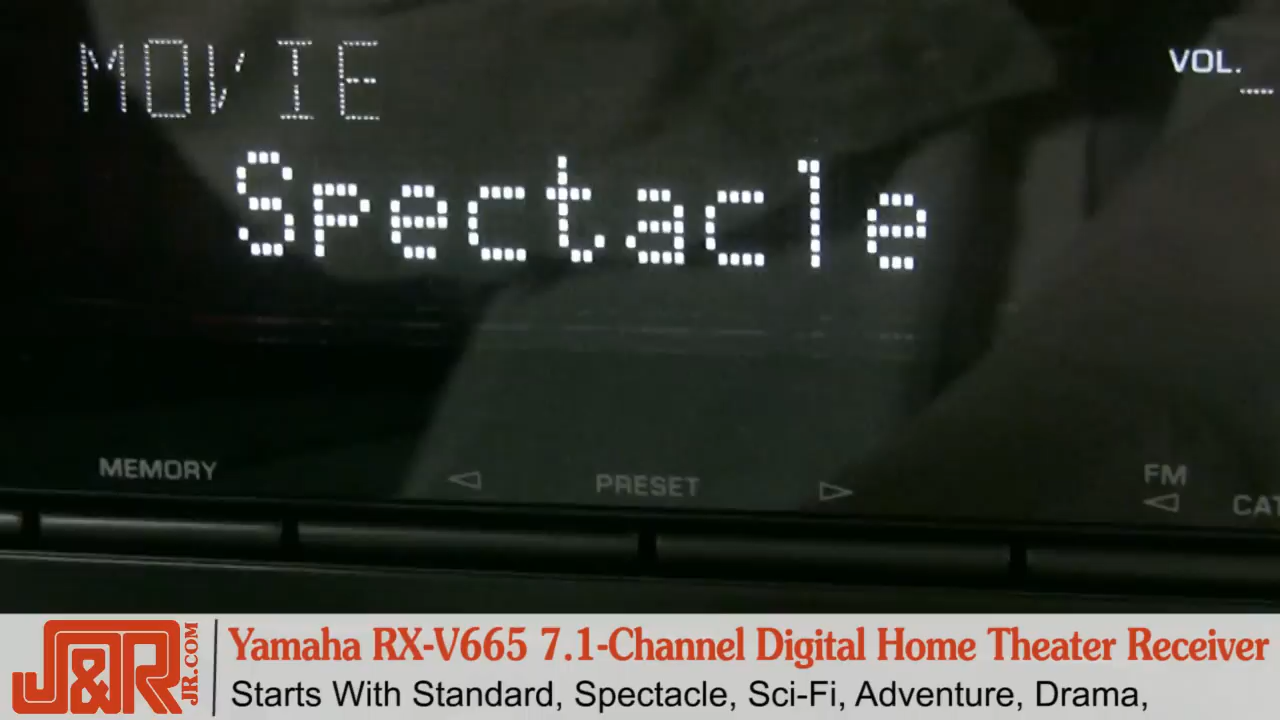 MOVIE
VOL.
Spectacle
MEMORY
PRESET
FM
J&R
JR.COM
Yamaha RX-V665 7.1-Channel Digital Home Theater Receiver
Starts With Standard, Spectacle, Sci-Fi, Adventure, Drama,